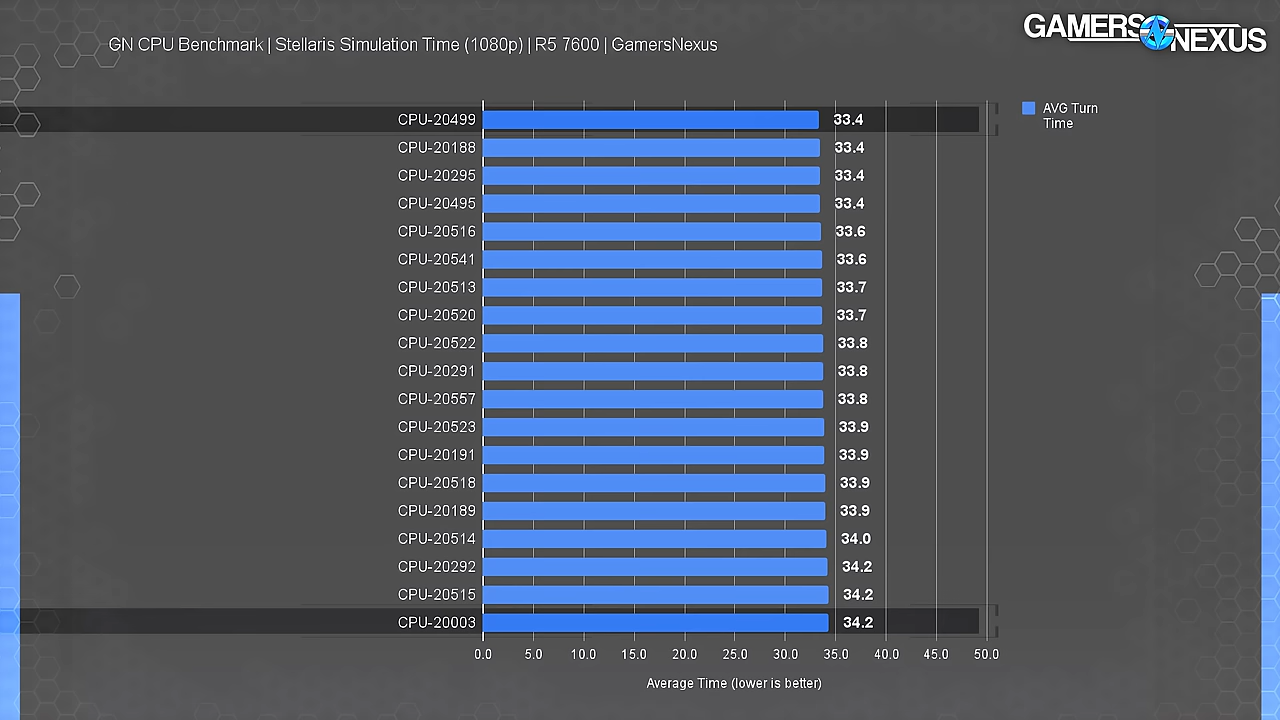 GAMERS NEXUS
GN CPU Benchmark | Stellaris Simulation Time (1080p) | R5 7600 | GamersNexus
AVG Turn
Time
CPU-20499 33.4
CPU-20188 33.4
CPU-20295 33.4
CPU-20495 33.4
CPU-20516 33.6
CPU-20541 33.6
CPU-20513 33.7
CPU-20520 33.7
CPU-20522 33.8
CPU-20291 33.8
CPU-20557 33.8
CPU-20523 33.9
CPU-20191 33.9
CPU-20518 33.9
CPU-20189 33.9
CPU-20514 34.0
CPU-20292 34.2
CPU-20515 34.2
CPU-20003 34.2
0.0 5.0 10.0 15.0 20.0 25.0 30.0 35.0 40.0 45.0 50.0
Average Time (lower is better)